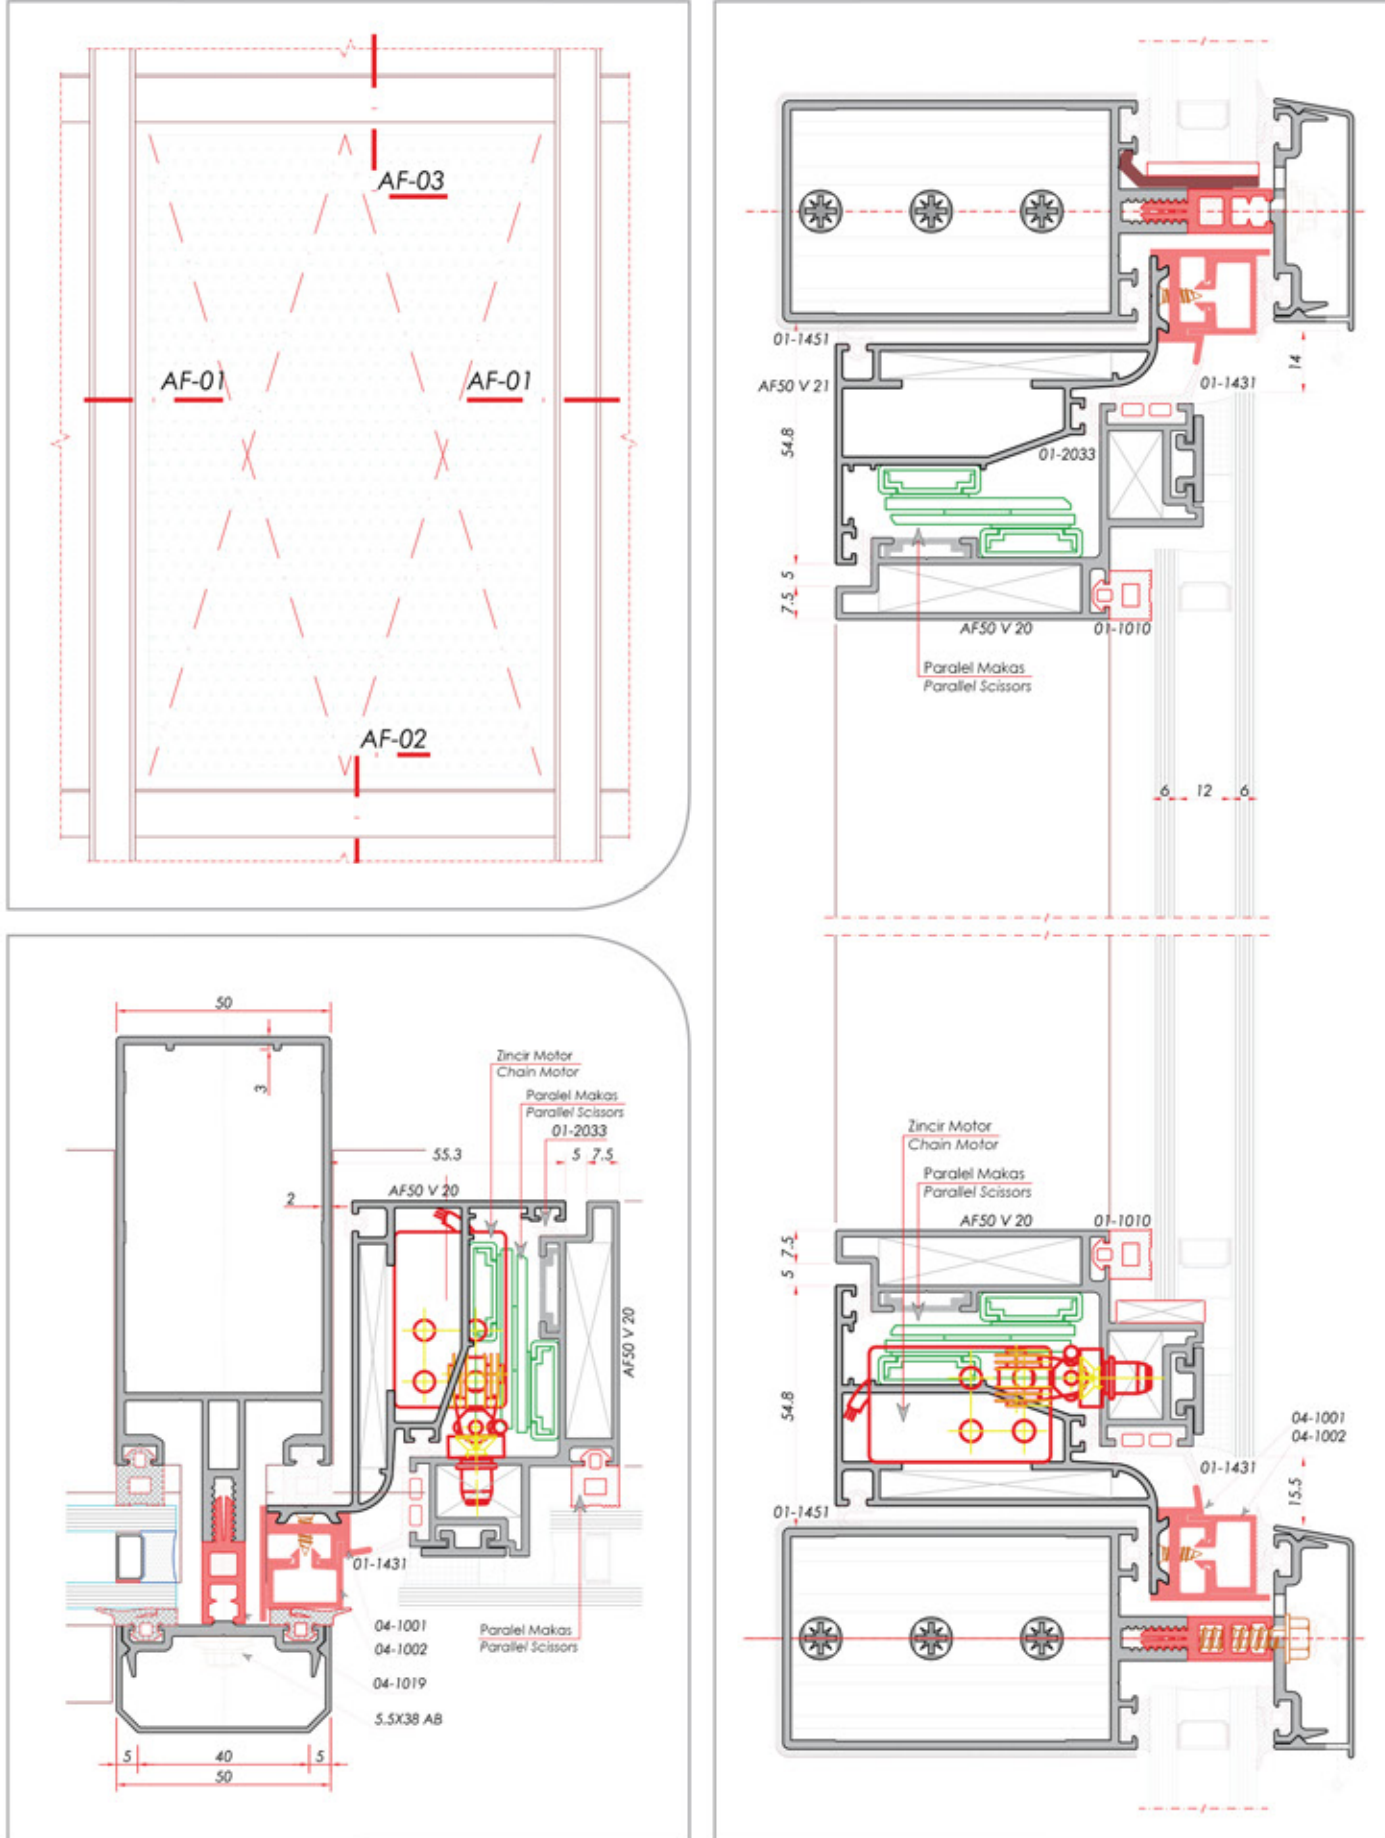 AF-03
AF-01
AF-01
AF-02
50
3
Zincir Motor
Chain Motor
Paralel Makas
Parallel Scissors
01-2033
55.3
5
7.5
AF50 V 20
2
AF50 V 20
01-1431
04-1001
04-1002
04-1019
5.5X38 AB
Paralel Makas
Parallel Scissors
5
40
5
50
01-1451
AF50 V 21
14
01-1431
54.8
01-2033
5
7.5
AF50 V 20
01-1010
Paralel Makas
Parallel Scissors
6
12
6
Zincir Motor
Chain Motor
Paralel Makas
Parallel Scissors
AF50 V 20
01-1010
7.5
5
54.8
04-1001
04-1002
01-1431
15.5
01-1451